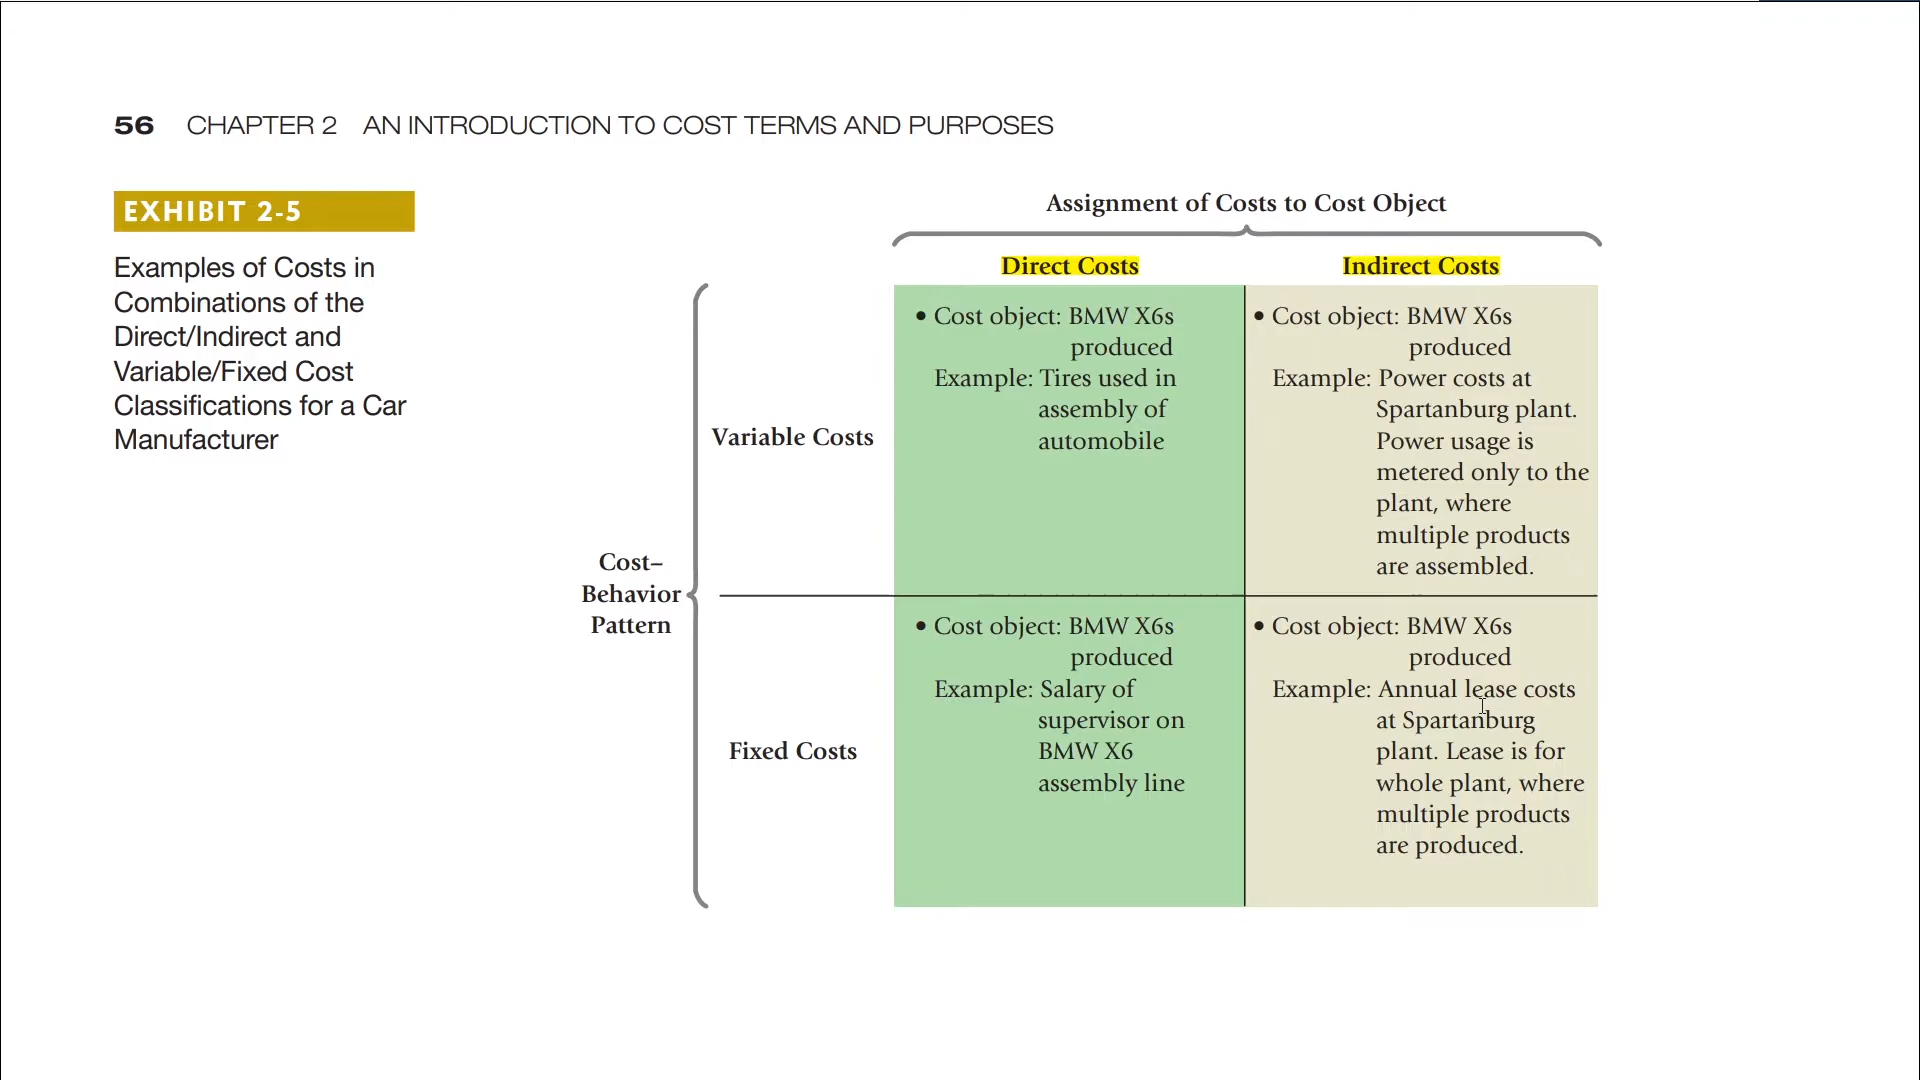 56 CHAPTER 2 AN INTRODUCTION TO COST TERMS AND PURPOSES
EXHIBIT 2-5
Examples of Costs in
Combinations of the
Direct/Indirect and
Variable/Fixed Cost
Classifications for a Car
Manufacturer
Assignment of Costs to Cost Object
Direct Costs
Indirect Costs
Cost–
Behavior
Pattern
Variable Costs
• Cost object: BMW X6s
produced
Example: Tires used in
assembly of
automobile
• Cost object: BMW X6s
produced
Example: Power costs at
Spartanburg plant.
Power usage is
metered only to the
plant, where
multiple products
are assembled.
Fixed Costs
• Cost object: BMW X6s
produced
Example: Salary of
supervisor on
BMW X6
assembly line
• Cost object: BMW X6s
produced
Example: Annual lease costs
at Spartanburg
plant. Lease is for
whole plant, where
multiple products
are produced.